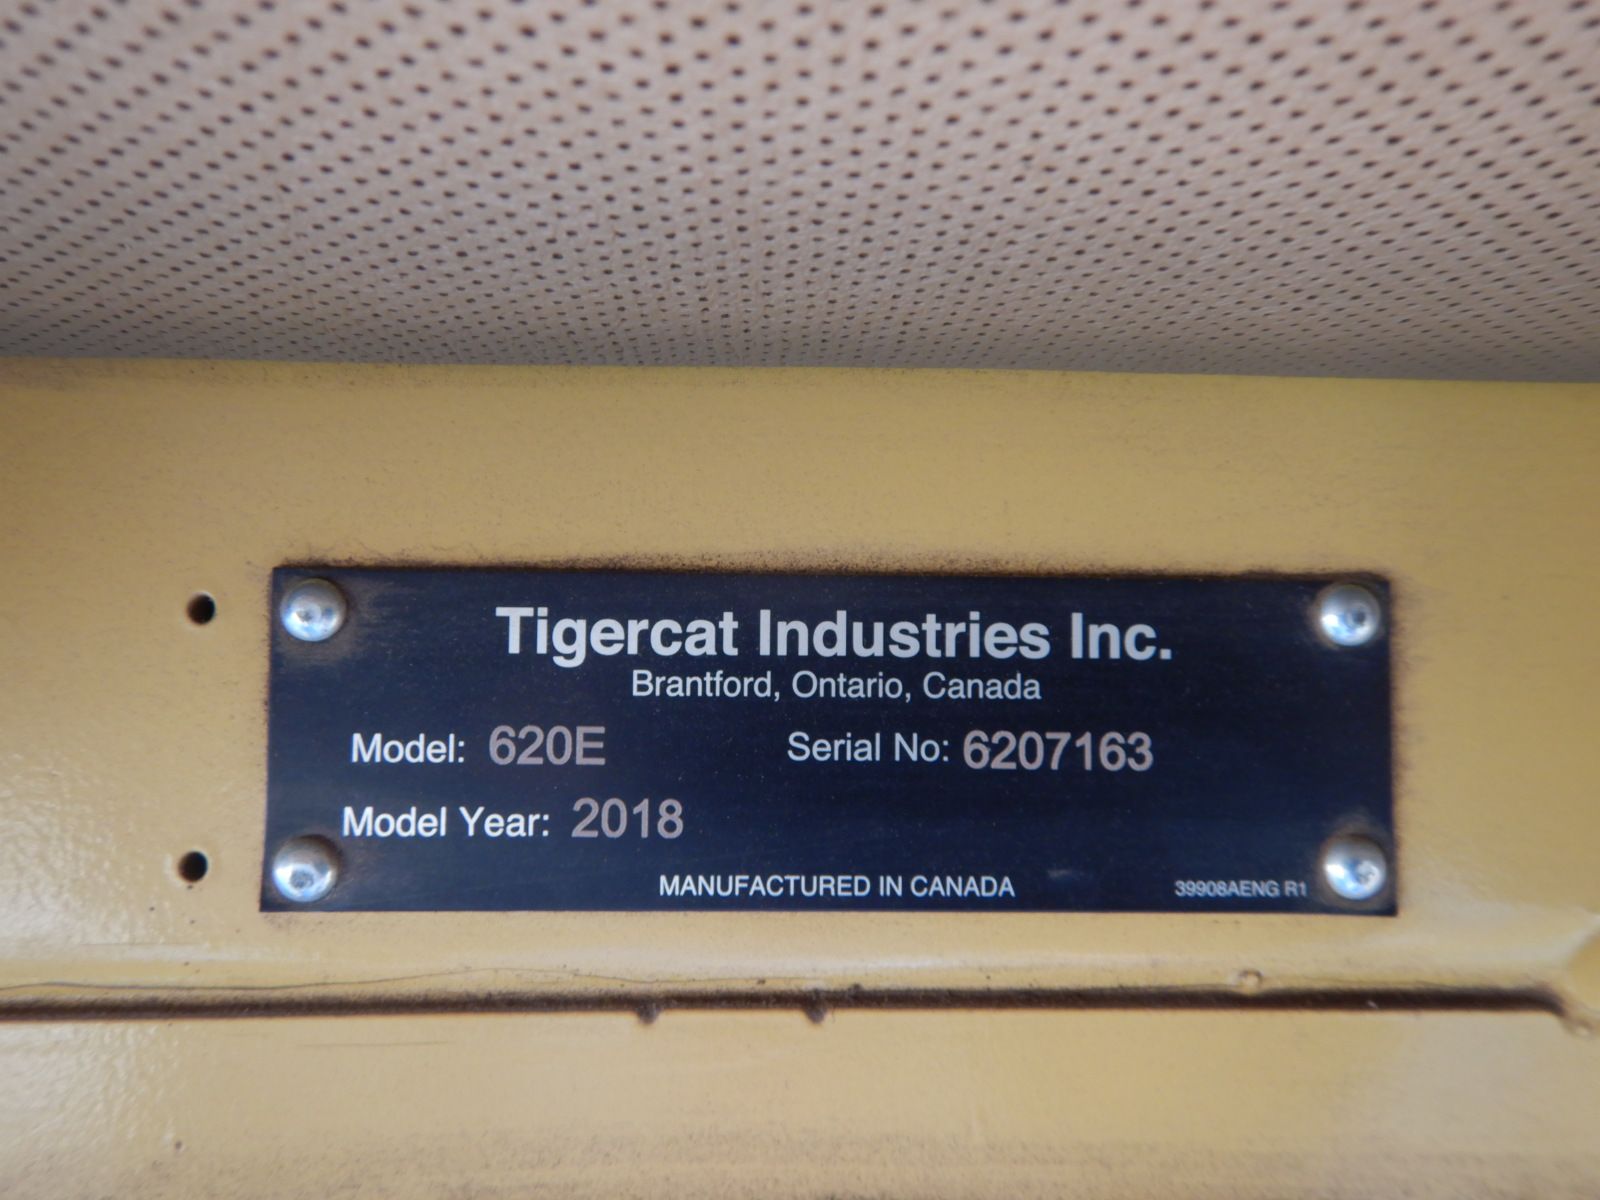 Tigercat Industries Inc.
Brantford, Ontario, Canada
Model: 620E Serial No: 6207163
Model Year: 2018
MANUFACTURED IN CANADA 39908AENG R1